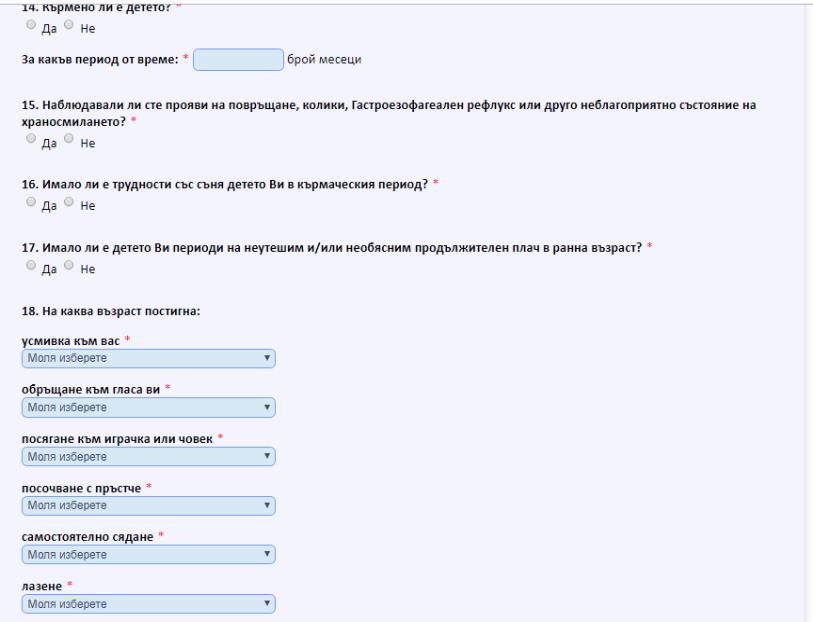 14. Кърмено ли е детето? *
Да Не
За какъв период от време: * брой месеци
15. Наблюдавали ли сте прояви на повръщане, колики, Гастроезофагеален рефлукс или друго неблагоприятно състояние на
храносмилането? *
Да Не
16. Имало ли е трудности със съня детето Ви в кърмаческия период? *
Да Не
17. Имало ли е детето Ви периоди на неутешим и/или необясним продължителен плач в ранна възраст? *
Да Не
18. На каква възраст постигна:
усмивка към вас *
Моля изберете
обръщане към гласа ви *
Моля изберете
посягане към играчка или човек *
Моля изберете
посочване с пръстче *
Моля изберете
самостоятелно сядане *
Моля изберете
лазене *
Моля изберете